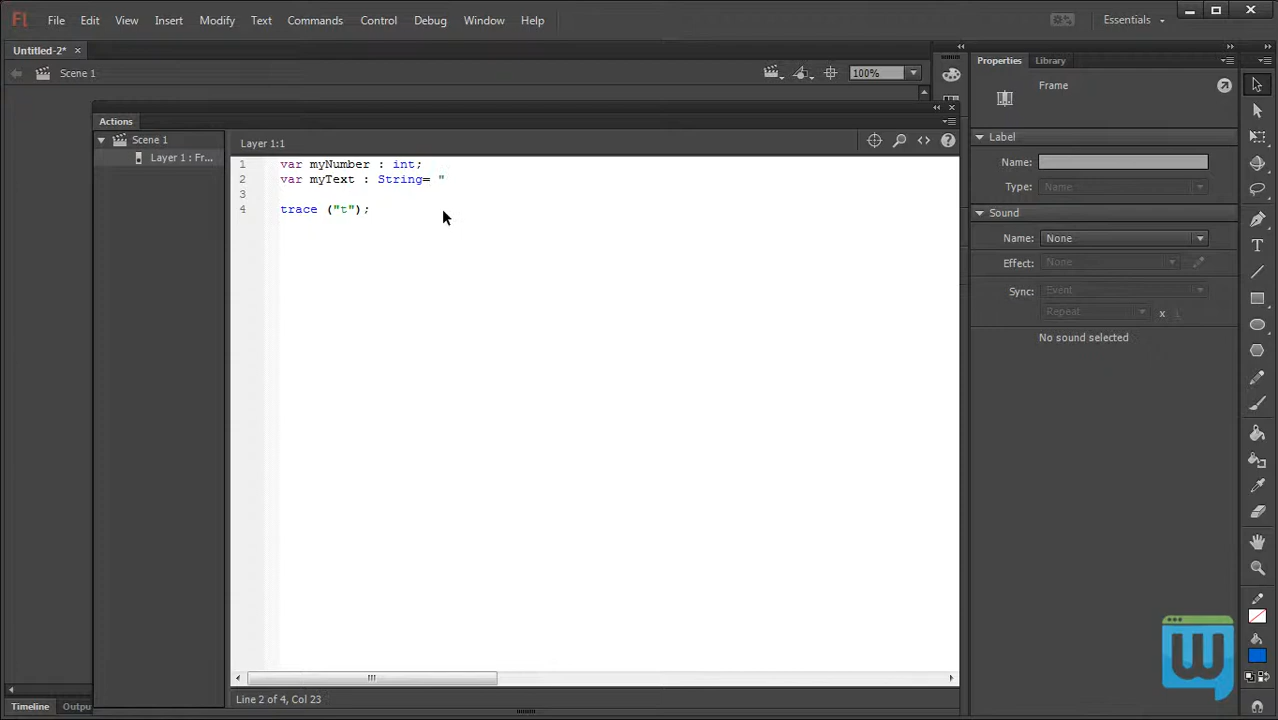 Fl File Edit View Insert Modify Text Commands Control Debug Window Help Essentials
Untitled-2* ×
Scene 1 100%
Properties Library
Frame
Actions
Scene 1
Layer 1 : Fr...
Layer 1:1
1 var myNumber : int;
2 var myText : String= "
3
4 trace ("t");
Label
Name:
Type: Name
Sound
Name: None
Effect: None
Sync: Event
Repeat x 1
No sound selected
Line 2 of 4, Col 23
Timeline Outpu